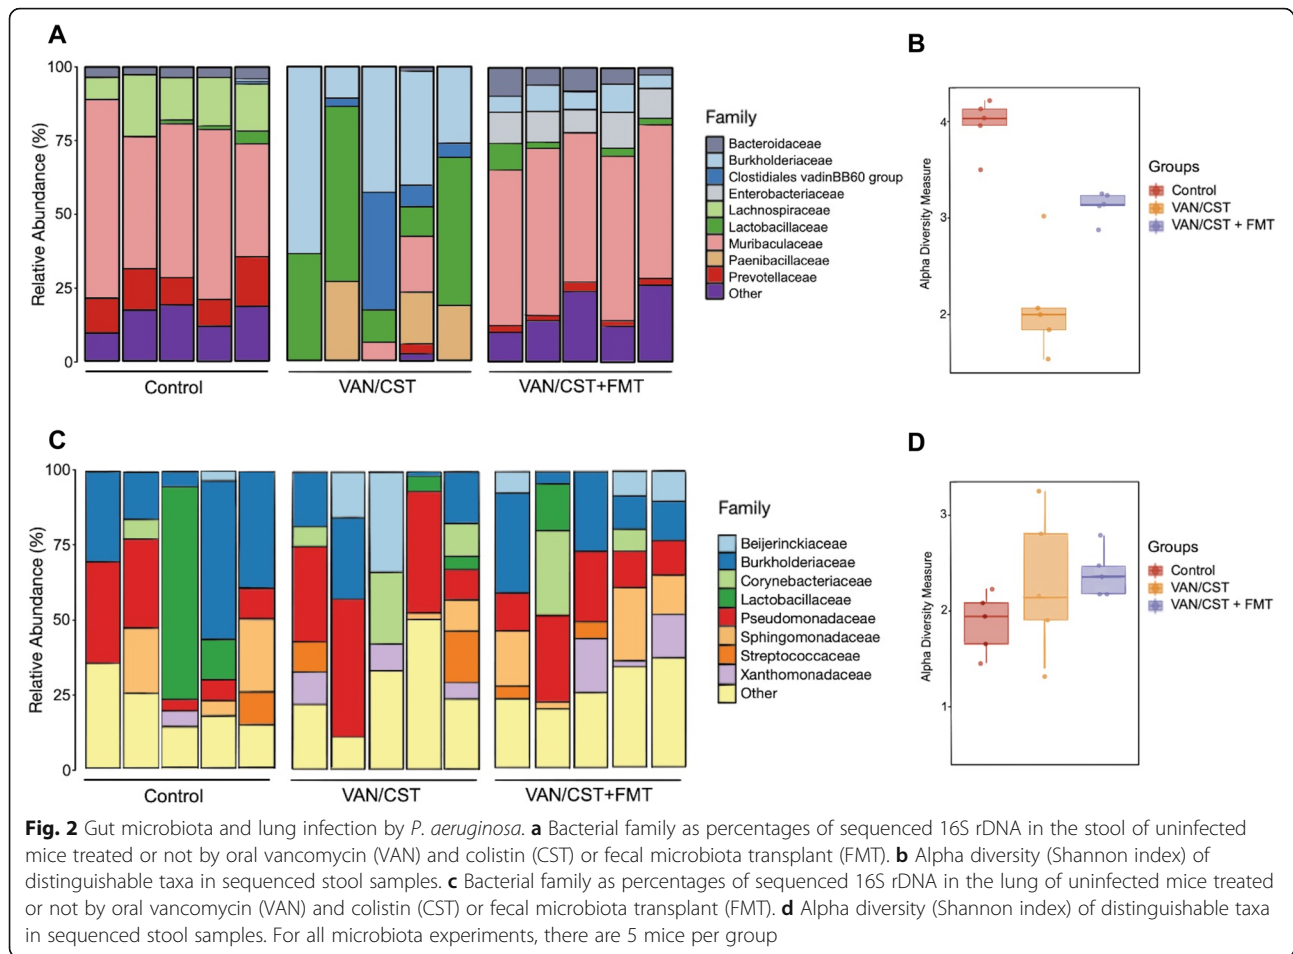 A
100
75
50
25
0
Relative Abundance (%)
Control
VAN/CST
VAN/CST+FMT
Family
Bacteroidaceae
Burkholderiaceae
Clostidiales vadinBB60 group
Enterobacteriaceae
Lachnospiraceae
Lactobacillaceae
Muribaculaceae
Paenibacillaceae
Prevotellaceae
Other
B
4
3
2
Alpha Diversity Measure
Groups
Control
VAN/CST
VAN/CST + FMT
C
100
75
50
25
0
Relative Abundance (%)
Control
VAN/CST
VAN/CST+FMT
Family
Beijerinckiaceae
Burkholderiaceae
Corynebacteriaceae
Lactobacillaceae
Pseudomonadaceae
Sphingomonadaceae
Streptococcaceae
Xanthomonadaceae
Other
D
3
2
1
Alpha Diversity Measure
Groups
Control
VAN/CST
VAN/CST + FMT
Fig. 2 Gut microbiota and lung infection by P. aeruginosa. a Bacterial family as percentages of sequenced 16S rDNA in the stool of uninfected
mice treated or not by oral vancomycin (VAN) and colistin (CST) or fecal microbiota transplant (FMT). b Alpha diversity (Shannon index) of
distinguishable taxa in sequenced stool samples. c Bacterial family as percentages of sequenced 16S rDNA in the lung of uninfected mice treated
or not by oral vancomycin (VAN) and colistin (CST) or fecal microbiota transplant (FMT). d Alpha diversity (Shannon index) of distinguishable taxa
in sequenced stool samples. For all microbiota experiments, there are 5 mice per group